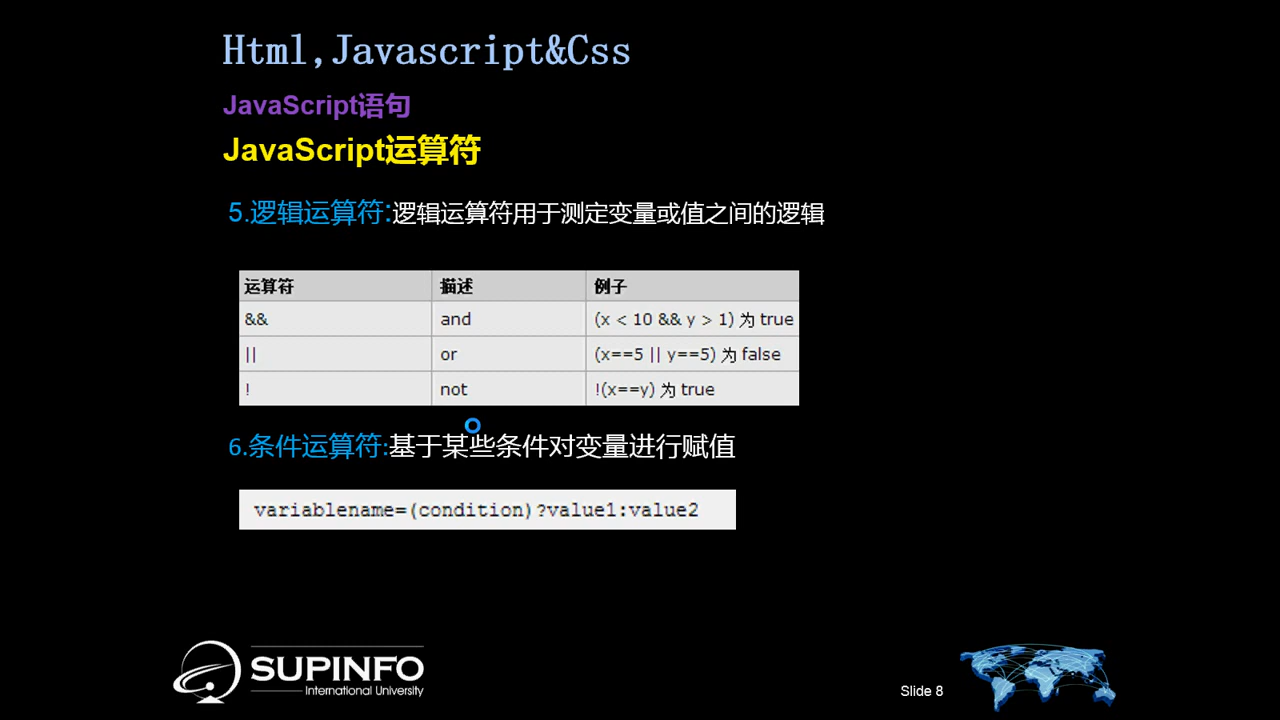 Html,Javascript&Css
JavaScript语句
JavaScript运算符
5.逻辑运算符:逻辑运算符用于测定变量或值之间的逻辑
运算符 描述 例子
&& and (x < 10 && y > 1) 为 true
|| or (x==5 || y==5) 为 false
! not !(x==y) 为 true
6.条件运算符:基于某些条件对变量进行赋值
variablename=(condition)?value1:value2
SUPINFO
International University
Slide 8